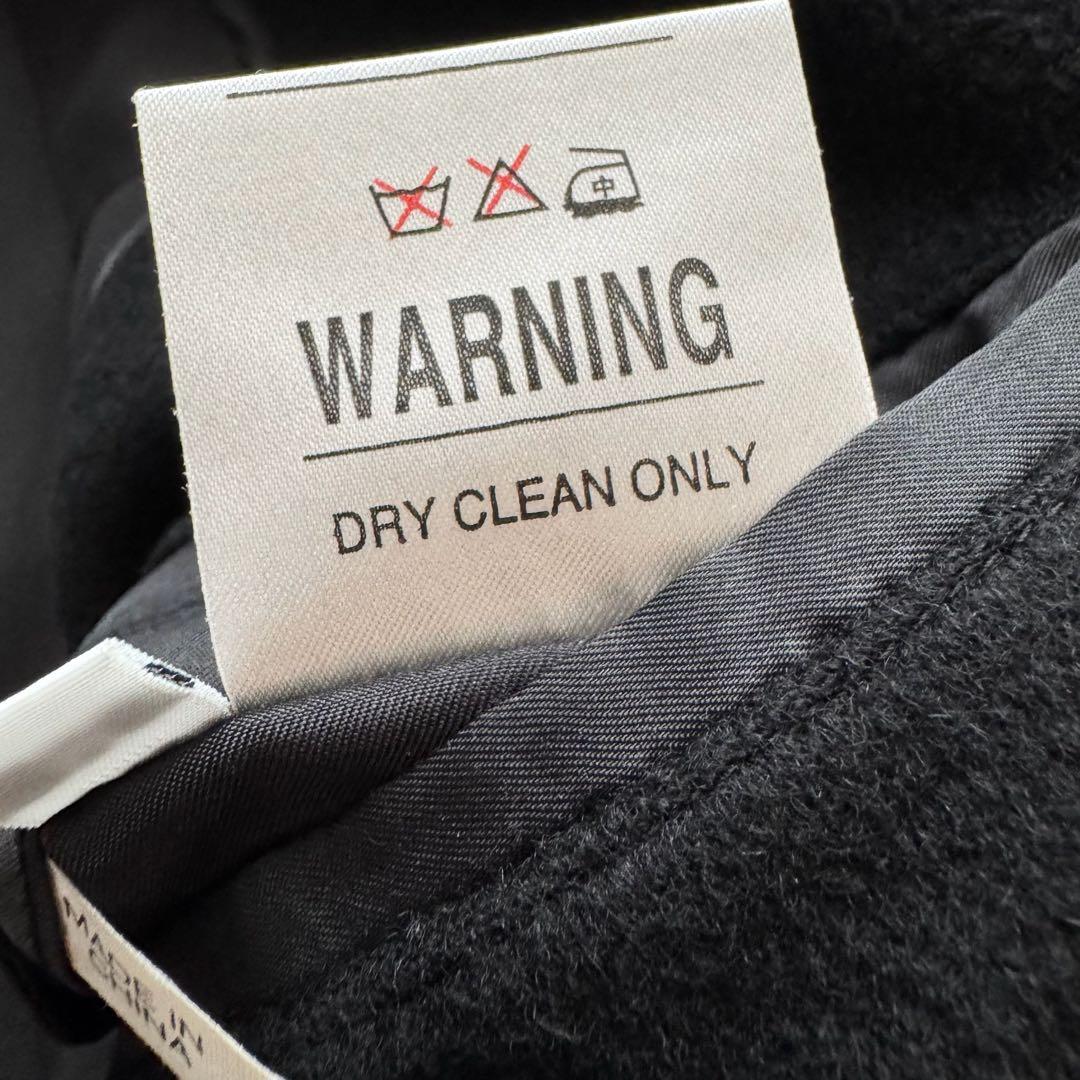 中
WARNING
DRY CLEAN ONLY
MADE IN
CHINA